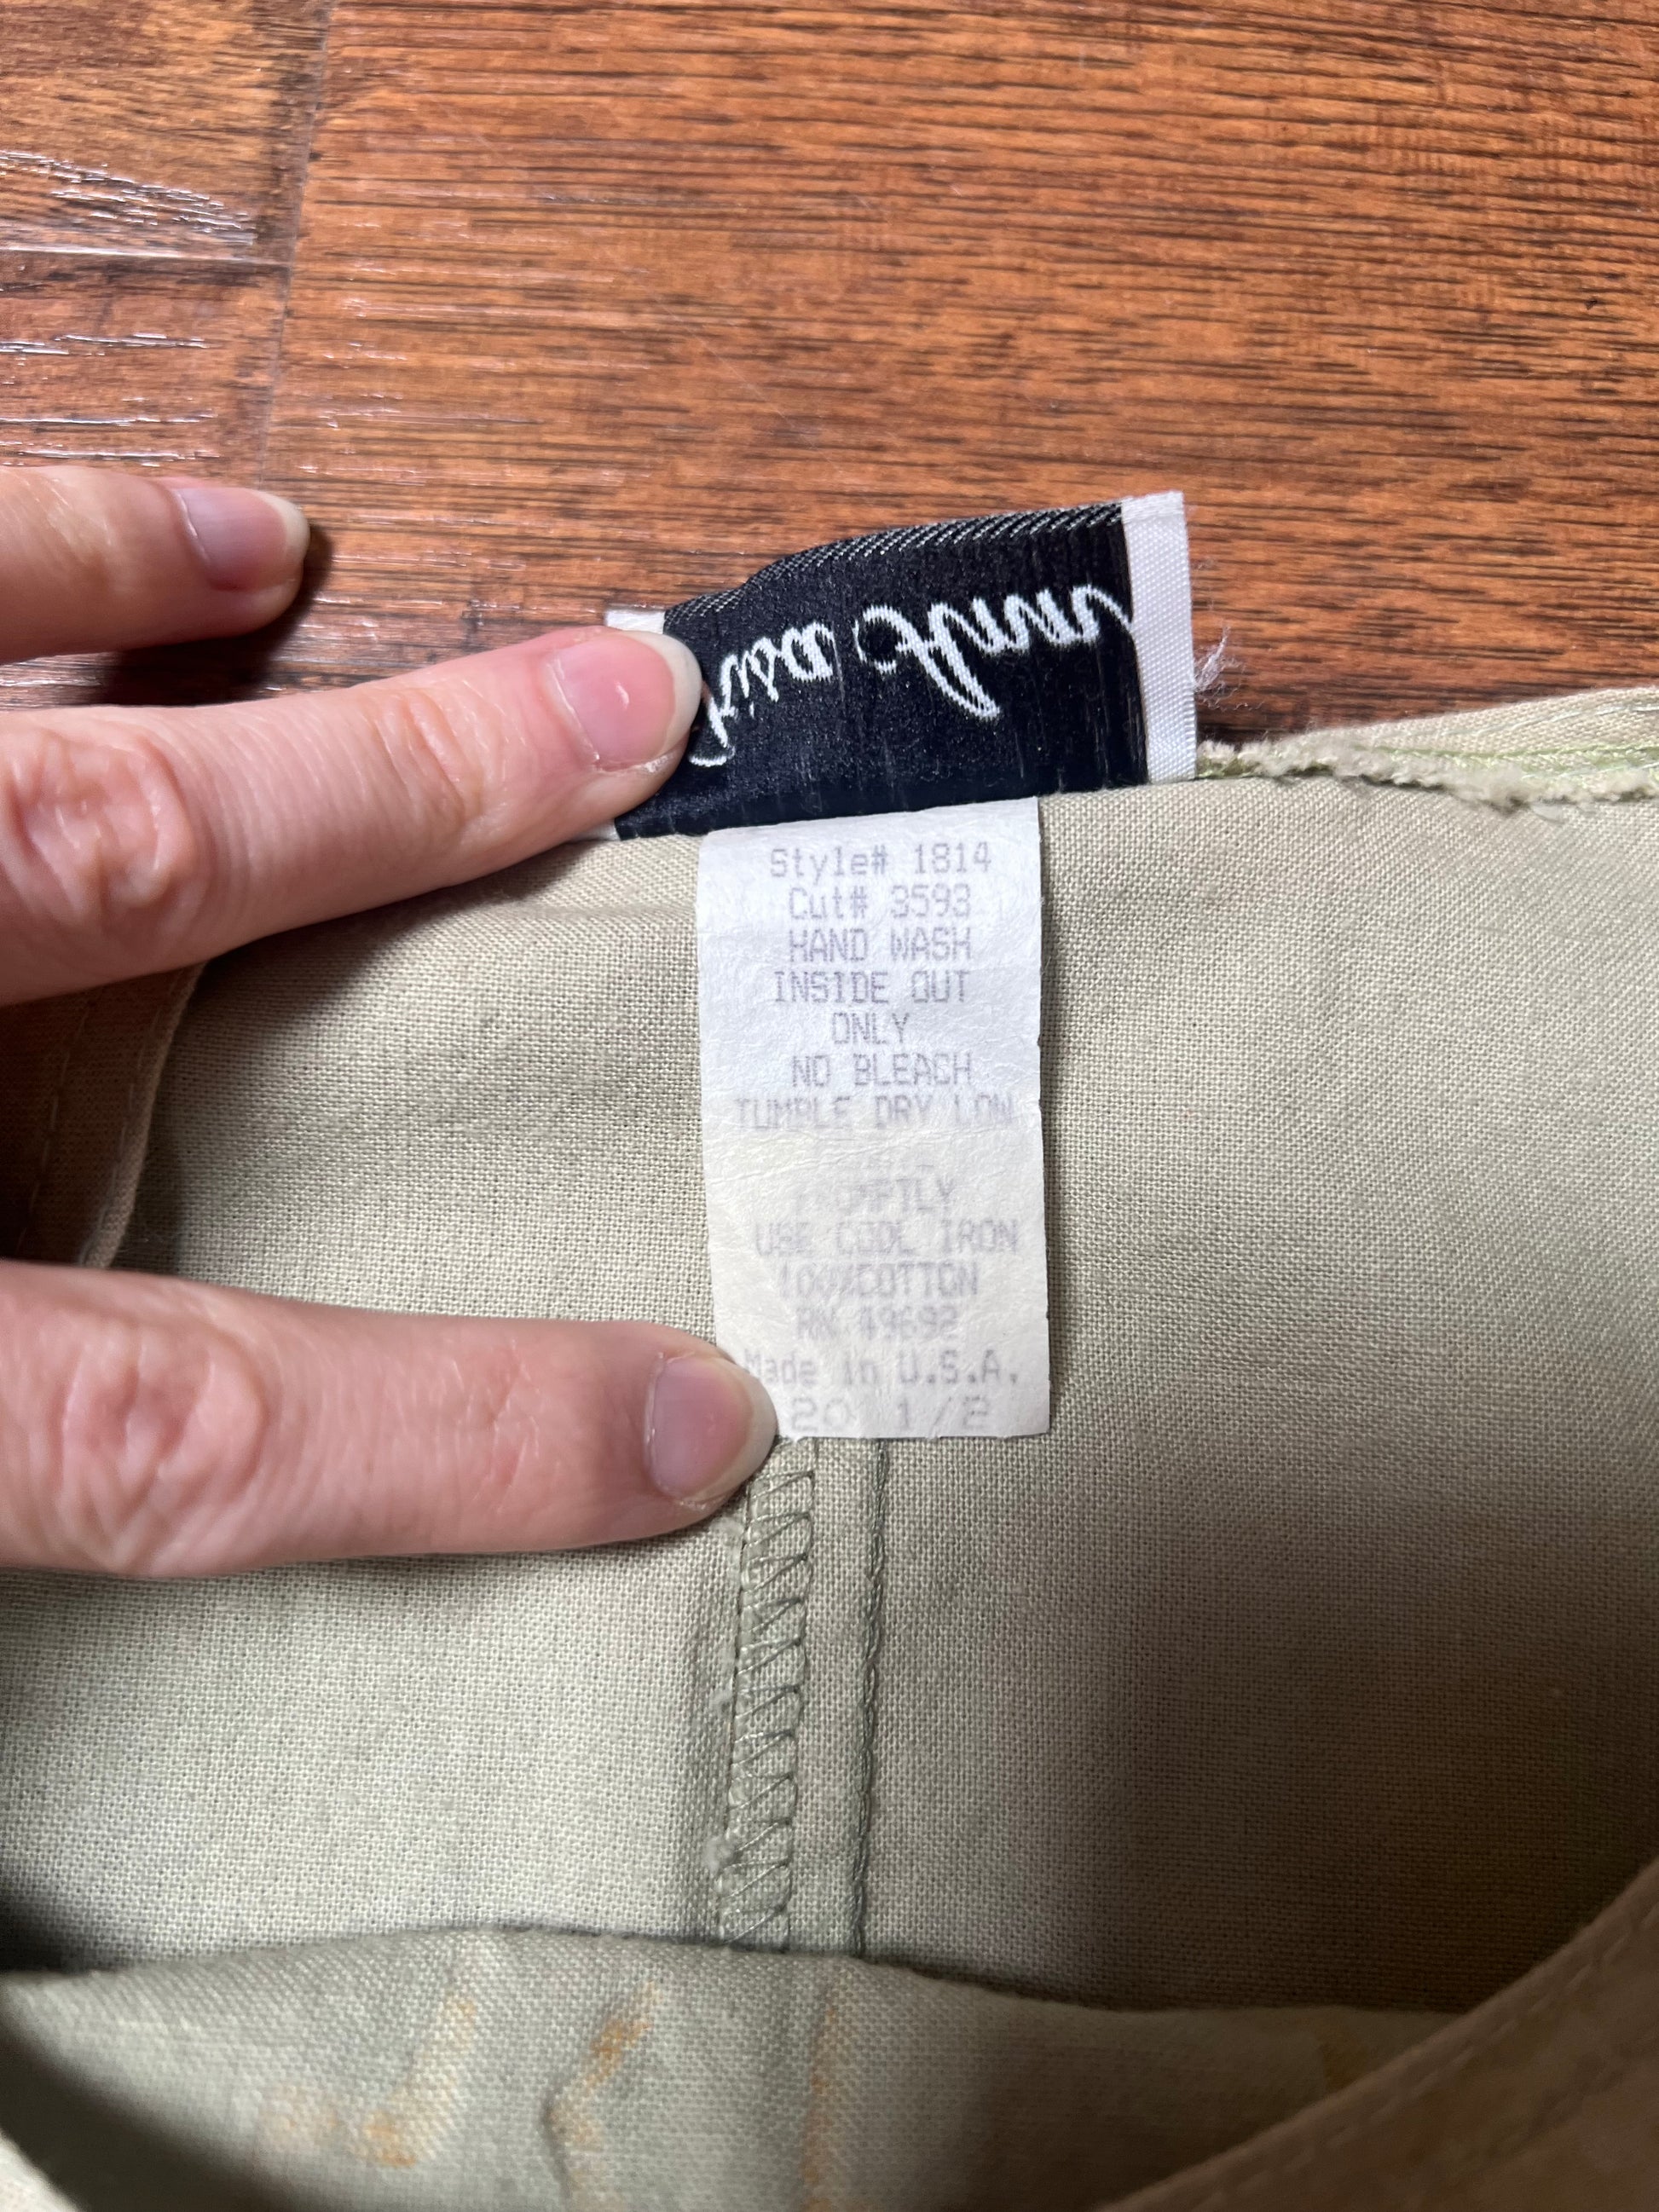 Style# 1814
Cut# 3593
HAND WASH
INSIDE OUT
ONLY
NO BLEACH
TUMBLE DRY LOW
USE COOL IRON
100%COTTON
RN 49692
Made in U.S.A.
20 1/2